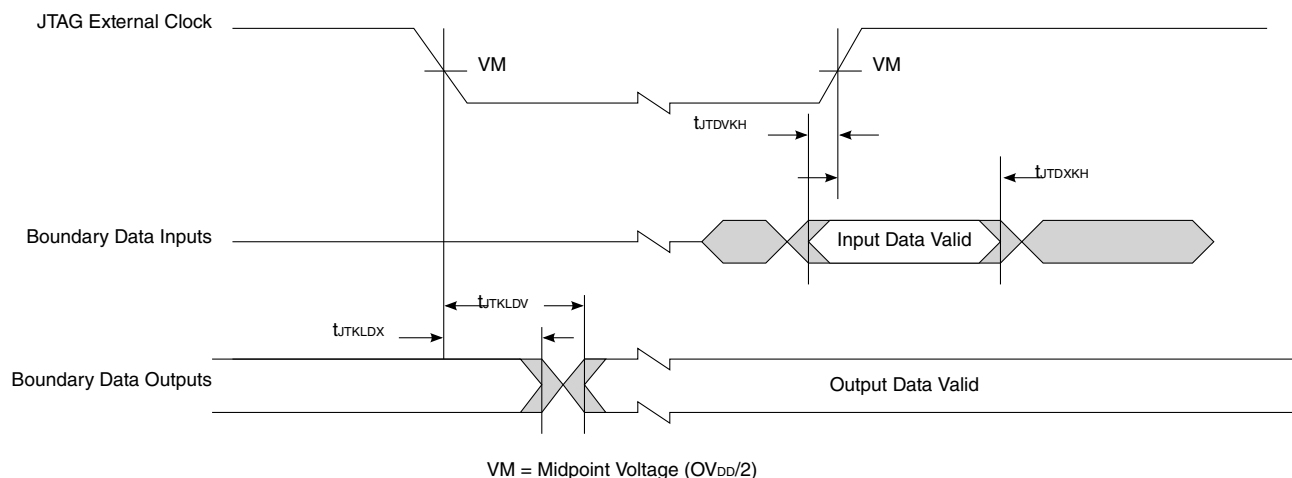 JTAG External Clock
VM
VM
tJTDVKH
tJTDXKH
Boundary Data Inputs
Input Data Valid
tJTKLDV
tJTKLDX
Boundary Data Outputs
Output Data Valid
VM = Midpoint Voltage (OVDD/2)